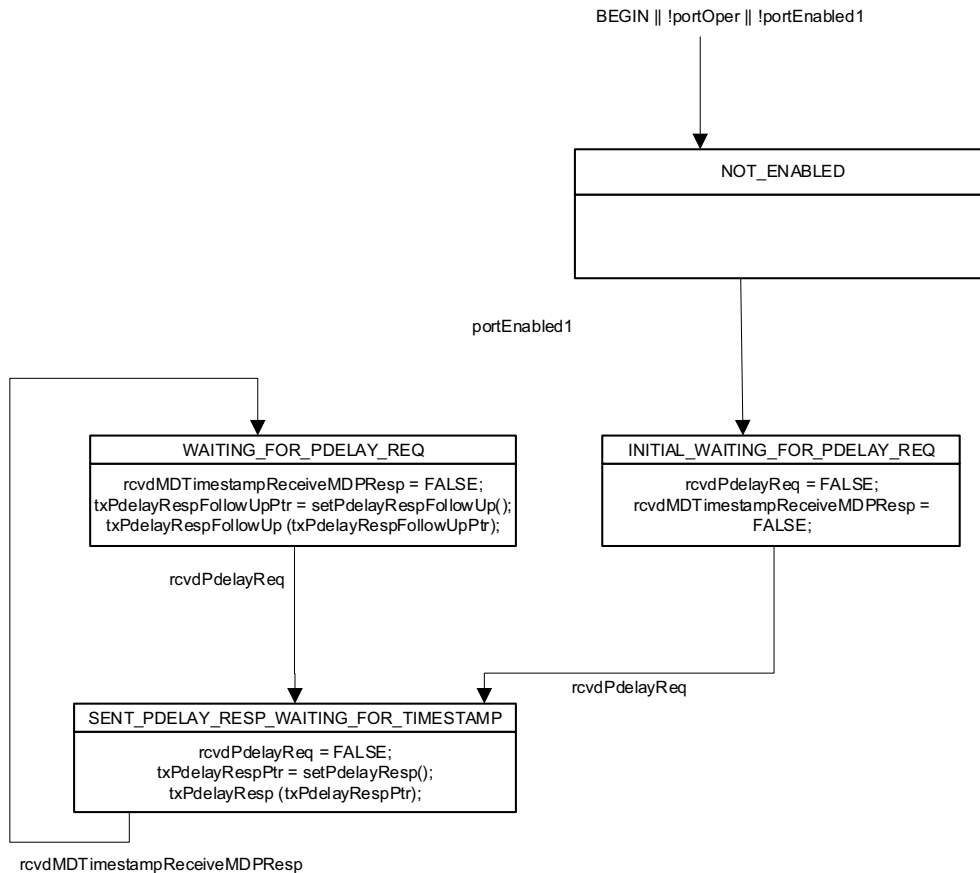 BEGIN || !portOper || !portEnabled1
NOT_ENABLED
portEnabled1
WAITING_FOR_PDELAY_REQ
rcvdMDTimestampReceiveMDPResp = FALSE;
txPdelayRespFollowUpPtr = setPdelayRespFollowUp();
txPdelayRespFollowUp (txPdelayRespFollowUpPtr);
INITIAL_WAITING_FOR_PDELAY_REQ
rcvdPdelayReq = FALSE;
rcvdMDTimestampReceiveMDPResp =
FALSE;
rcvdPdelayReq
rcvdPdelayReq
SENT_PDELAY_RESP_WAITING_FOR_TIMESTAMP
rcvdPdelayReq = FALSE;
txPdelayRespPtr = setPdelayResp();
txPdelayResp (txPdelayRespPtr);
rcvdMDTimestampReceiveMDPResp